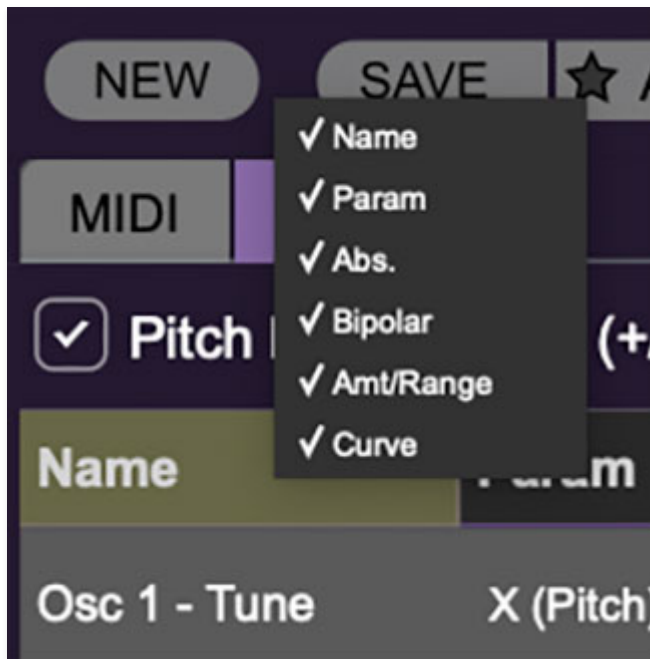 NEW SAVE
Name
Param
MIDI
Abs.
Bipolar
Pitch (+
Amt/Range
Curve
Name
Osc 1 - Tune X (Pitch)